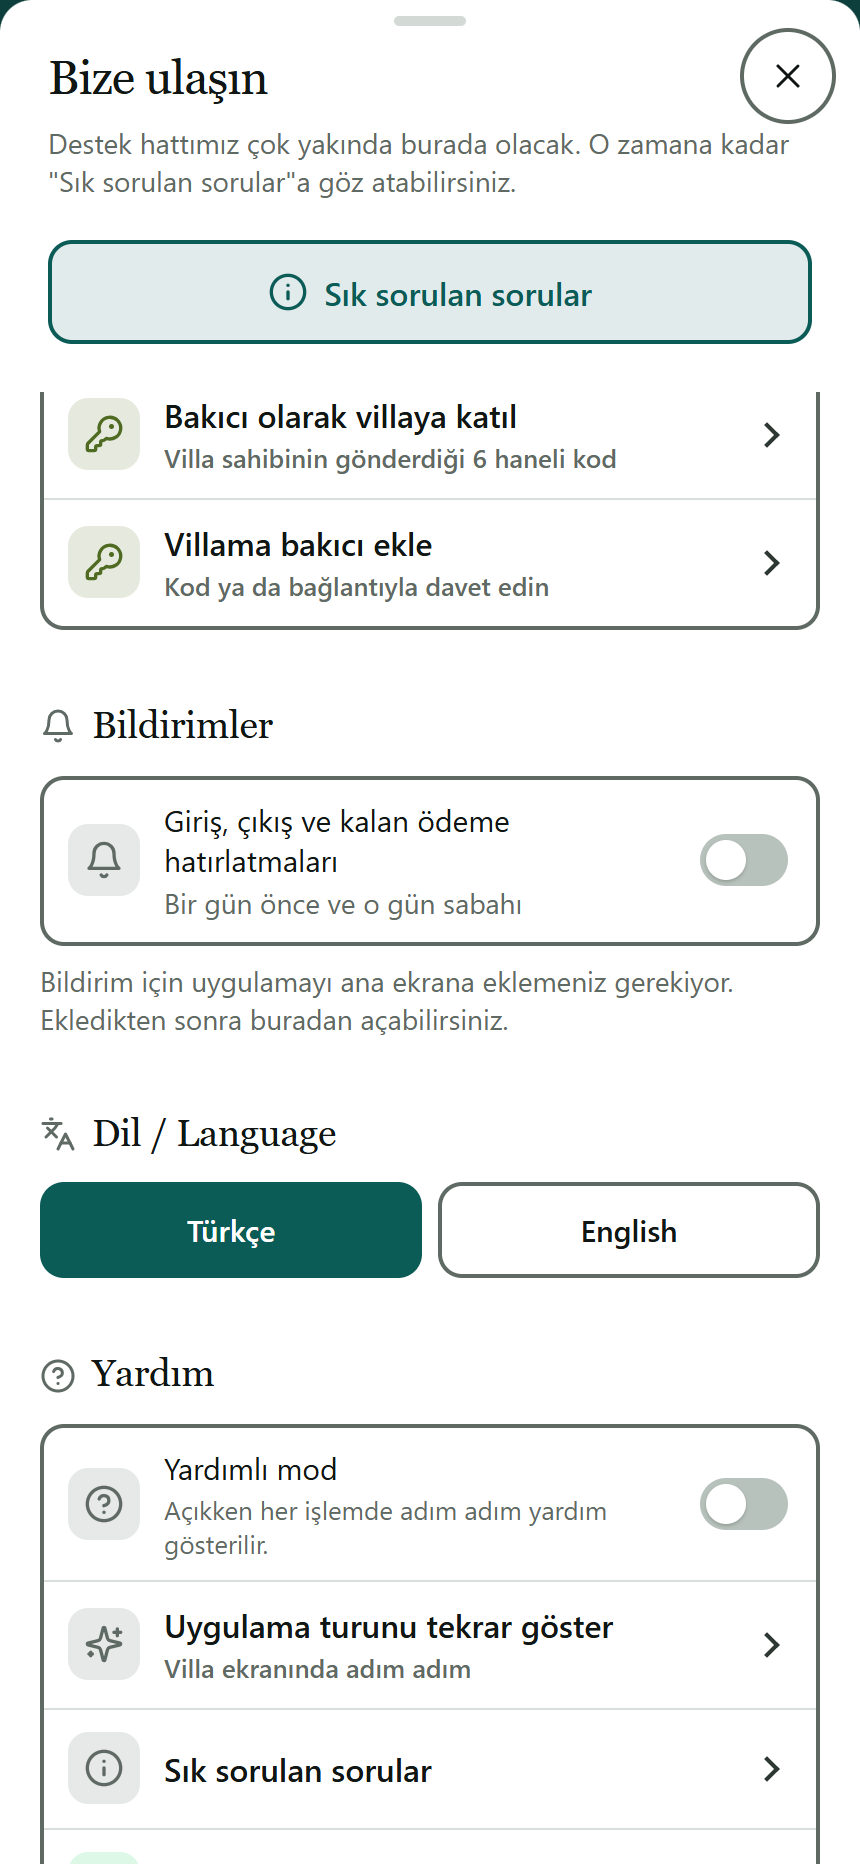 Bize ulaşın
Destek hattımız çok yakında burada olacak. O zamana kadar
"Sık sorulan sorular"a göz atabilirsiniz.
Sık sorulan sorular
Bakıcı olarak villaya katıl
Villa sahibinin gönderdiği 6 haneli kod
Villama bakıcı ekle
Kod ya da bağlantıyla davet edin
Bildirimler
Giriş, çıkış ve kalan ödeme
hatırlatmaları
Bir gün önce ve o gün sabahı
Bildirim için uygulamayı ana ekrana eklemeniz gerekiyor.
Ekledikten sonra buradan açabilirsiniz.
Dil / Language
Türkçe
English
Yardım
Yardımlı mod
Açıkken her işlemde adım adım yardım
gösterilir.
Uygulama turunu tekrar göster
Villa ekranında adım adım
Sık sorulan sorular